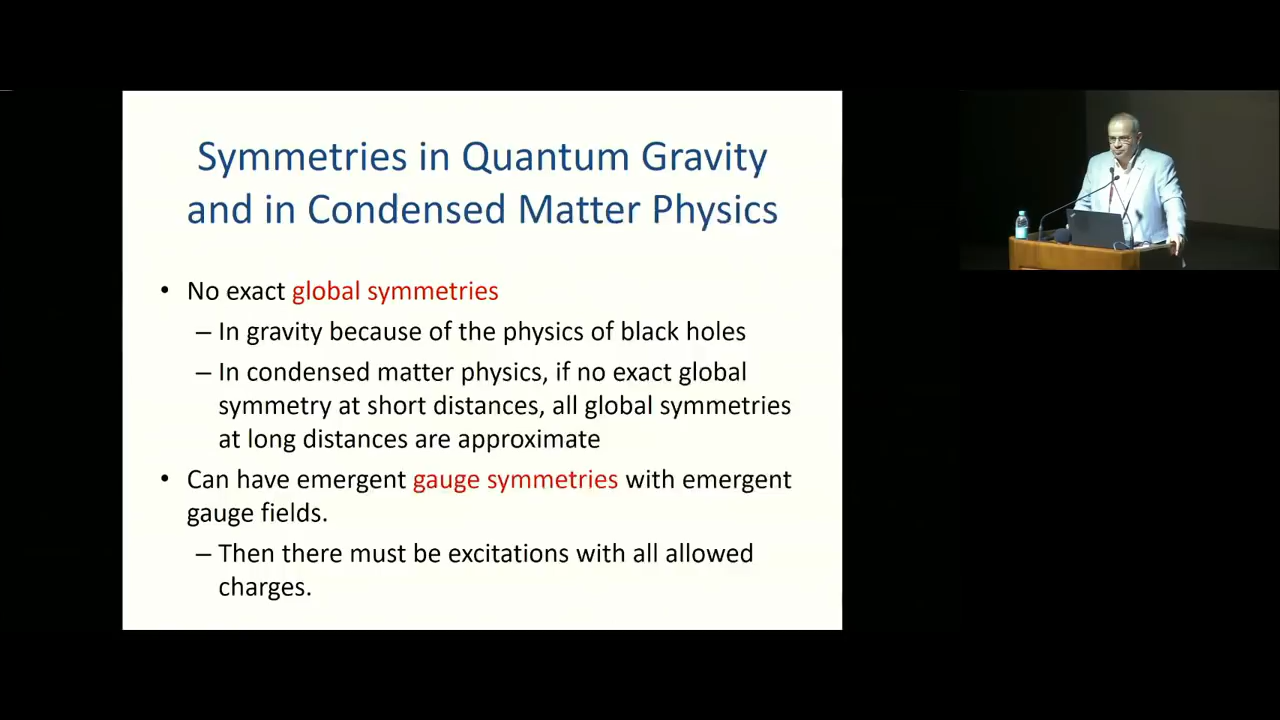 Symmetries in Quantum Gravity
and in Condensed Matter Physics
• No exact global symmetries
– In gravity because of the physics of black holes
– In condensed matter physics, if no exact global
symmetry at short distances, all global symmetries
at long distances are approximate
• Can have emergent gauge symmetries with emergent
gauge fields.
– Then there must be excitations with all allowed
charges.